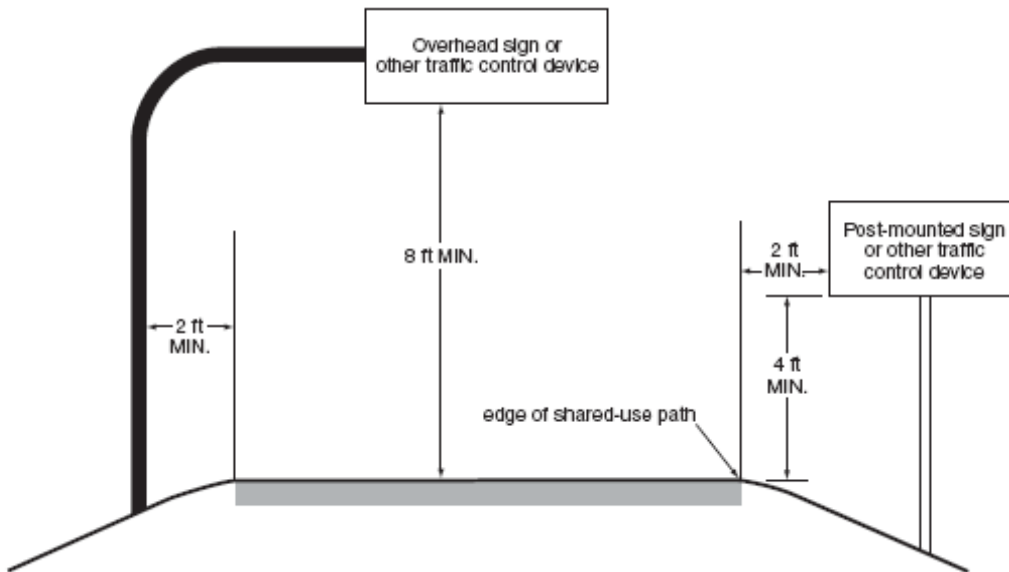 Overhead sign or
other traffic control device
8 ft MIN.
2 ft
MIN.
2 ft
MIN.
Post-mounted sign
or other traffic
control device
4 ft
MIN.
edge of shared-use path